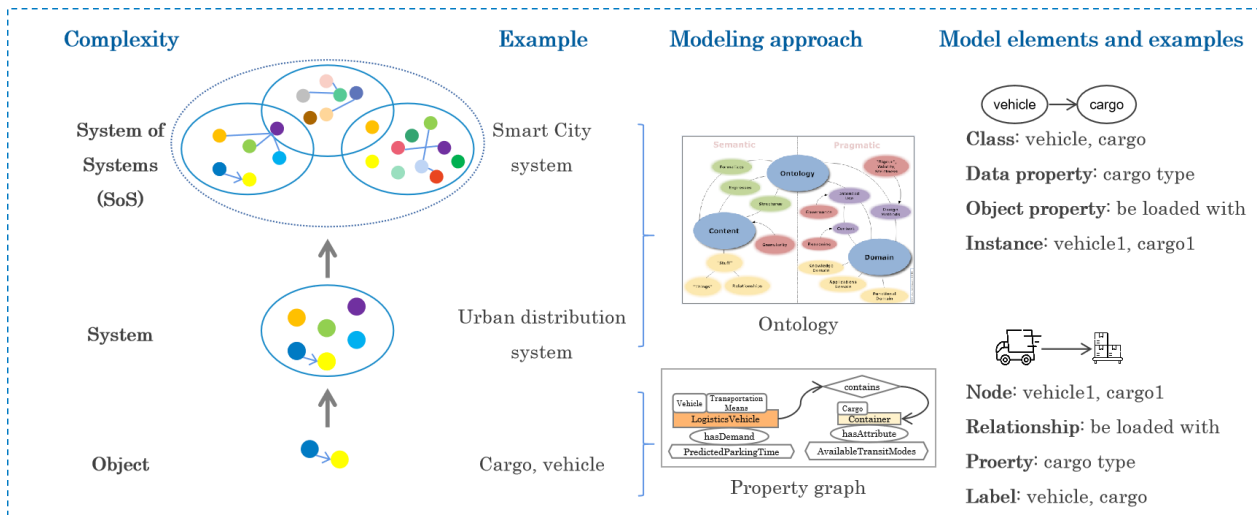 Complexity
Example
Modeling approach
Model elements and examples
System of
Systems
(SoS)
Smart City
system
Semantic
Pragmatic
Ontology
Content
Domain
Relationships
Ontology
vehicle
cargo
Class: vehicle, cargo
Data property: cargo type
Object property: be loaded with
Instance: vehicle1, cargo1
System
Urban distribution
system
Object
Cargo, vehicle
Vehicle
Transportation
Means
LogisticsVehicle
hasDemand
PredictedParkingTime
contains
Cargo
Container
hasAttribute
AvailableTransitModes
Property graph
Node: vehicle1, cargo1
Relationship: be loaded with
Proerty: cargo type
Label: vehicle, cargo